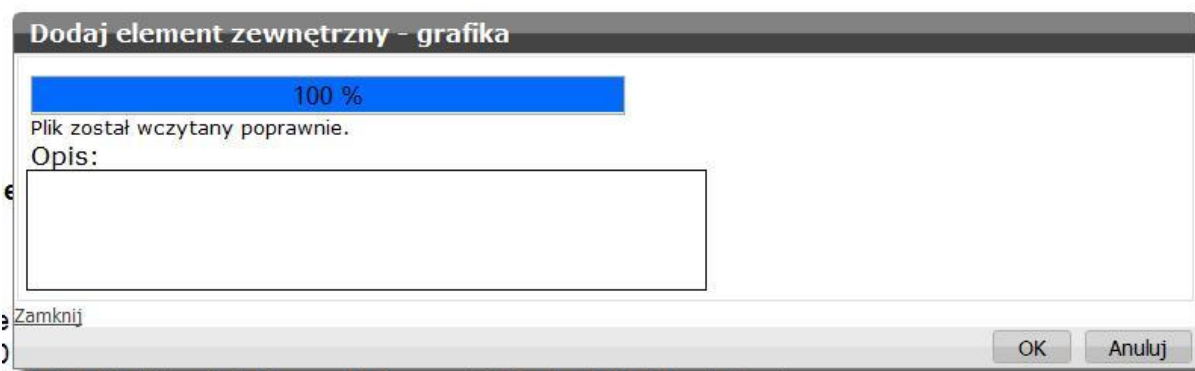 Dodaj element zewnętrzny - grafika
100 %
Plik został wczytany poprawnie.
Opis:
e
Zamknij
OK
Anuluj